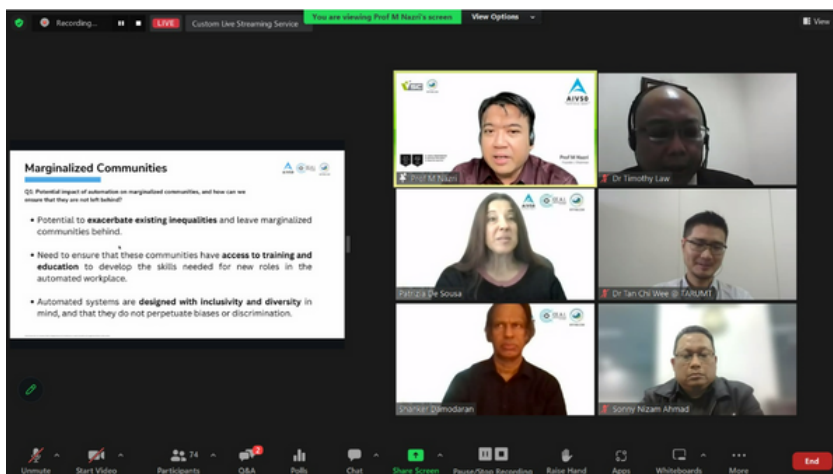 Recording...
LIVE
Custom Live Streaming Service
You are viewing Prof M Nazri's screen
View Options
View
Marginalized Communities
Q3: Potential impact of automation on marginalized communities, and how can we
ensure that they are not left behind?
• Potential to exacerbate existing inequalities and leave marginalized
communities behind.
• Need to ensure that these communities have access to training and
education to develop the skills needed for new roles in the
automated workplace.
• Automated systems are designed with inclusivity and diversity in
mind, and that they do not perpetuate biases or discrimination.
AIV50
Prof M Nazri
Prof M Nazri
Dr Timothy Law
Patrizia De Sousa
Dr Tan Chi Wee @ TARUMT
Shankar Damodaran
Sonny Nizam Ahmad
Unmute
Start Video
74
Participants
2
Q&A
Polls
Chat
Share Screen
Pause/Stop Recording
Raise Hand
Apps
Whiteboards
More
End